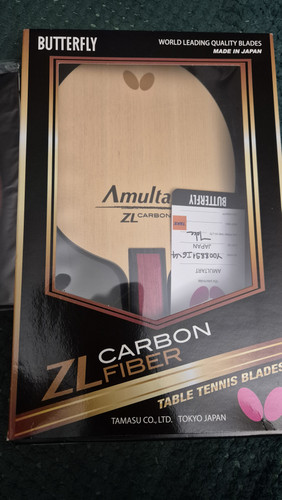 BUTTERFLY
WORLD LEADING QUALITY BLADES
MADE IN JAPAN
Amulta
ZL CARBON
BUTTERFLY
JAPAN
AMULTART
ZL CARBON FIBER
TABLE TENNIS BLADES
TAMASU CO., LTD. TOKYO JAPAN